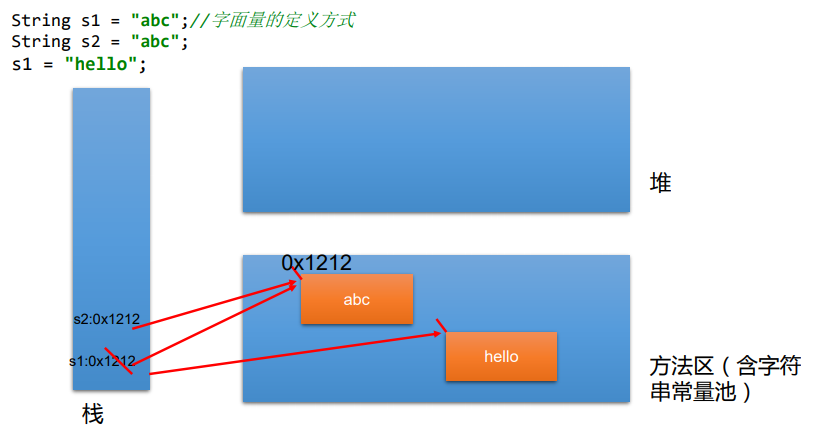 String s1 = "abc";//字面量的定义方式
String s2 = "abc";
s1 = "hello";
堆
0x1212
abc
s2:0x1212
hello
s1:0x1212
方法区（含字符
串常量池）
栈